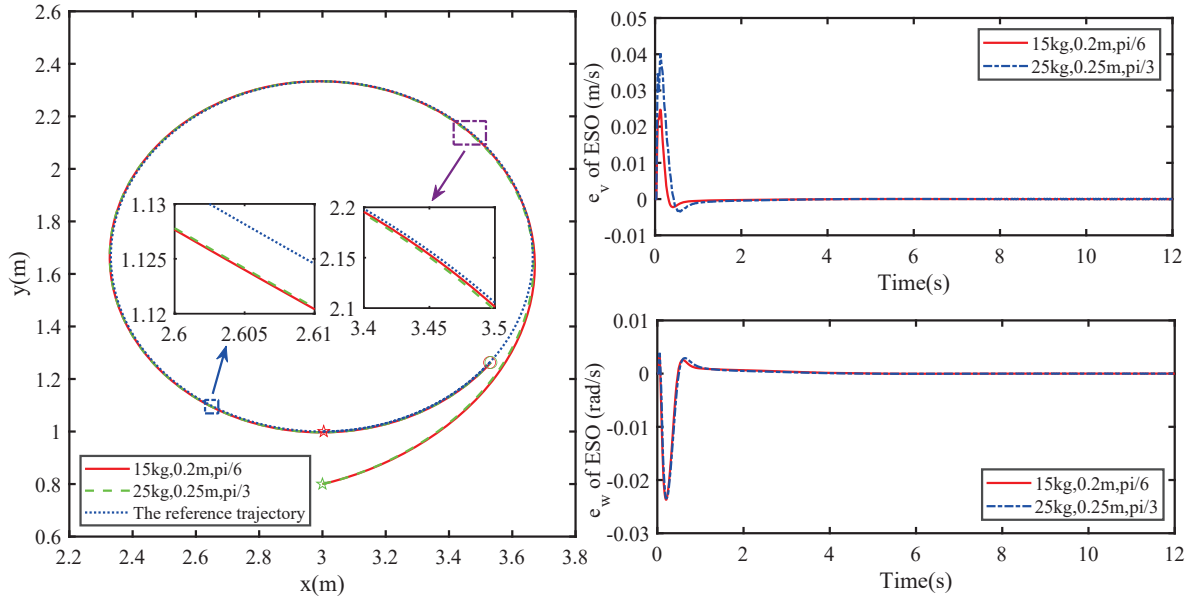 2.6
2.4
2.2
2
1.8
1.6
1.4
1.2
1
0.8
0.6
y(m)
2.2 2.4 2.6 2.8 3 3.2 3.4 3.6 3.8
x(m)
1.13
1.125
1.12
2.6 2.605 2.61
2.2
2.15
2.1
3.4 3.45 3.5
15kg,0.2m,pi/6
25kg,0.25m,pi/3
The reference trajectory
0.05
0.04
0.03
0.02
0.01
0
-0.01
e_v of ESO (m/s)
15kg,0.2m,pi/6
25kg,0.25m,pi/3
0 2 4 6 8 10 12
Time(s)
0.01
0
-0.01
-0.02
-0.03
e_w of ESO (rad/s)
15kg,0.2m,pi/6
25kg,0.25m,pi/3
0 2 4 6 8 10 12
Time(s)